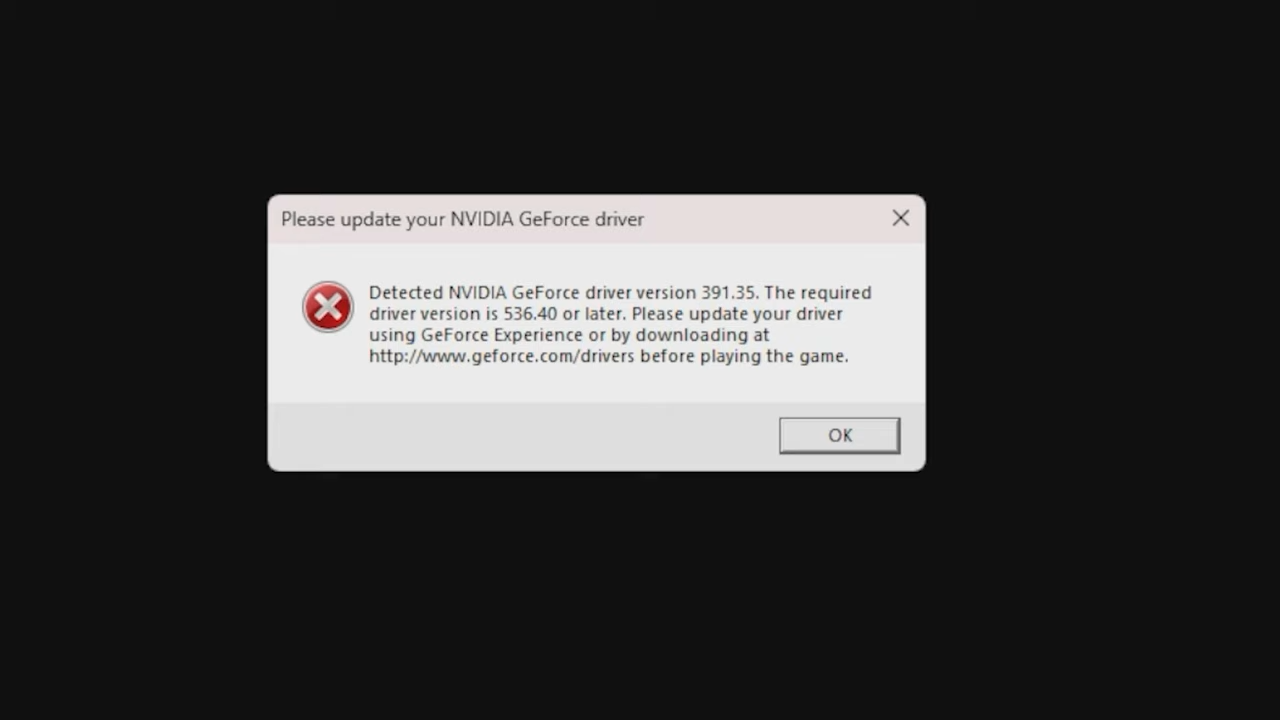 Please update your NVIDIA GeForce driver
Detected NVIDIA GeForce driver version 391.35. The required
driver version is 536.40 or later. Please update your driver
using GeForce Experience or by downloading at
http://www.geforce.com/drivers before playing the game.
OK